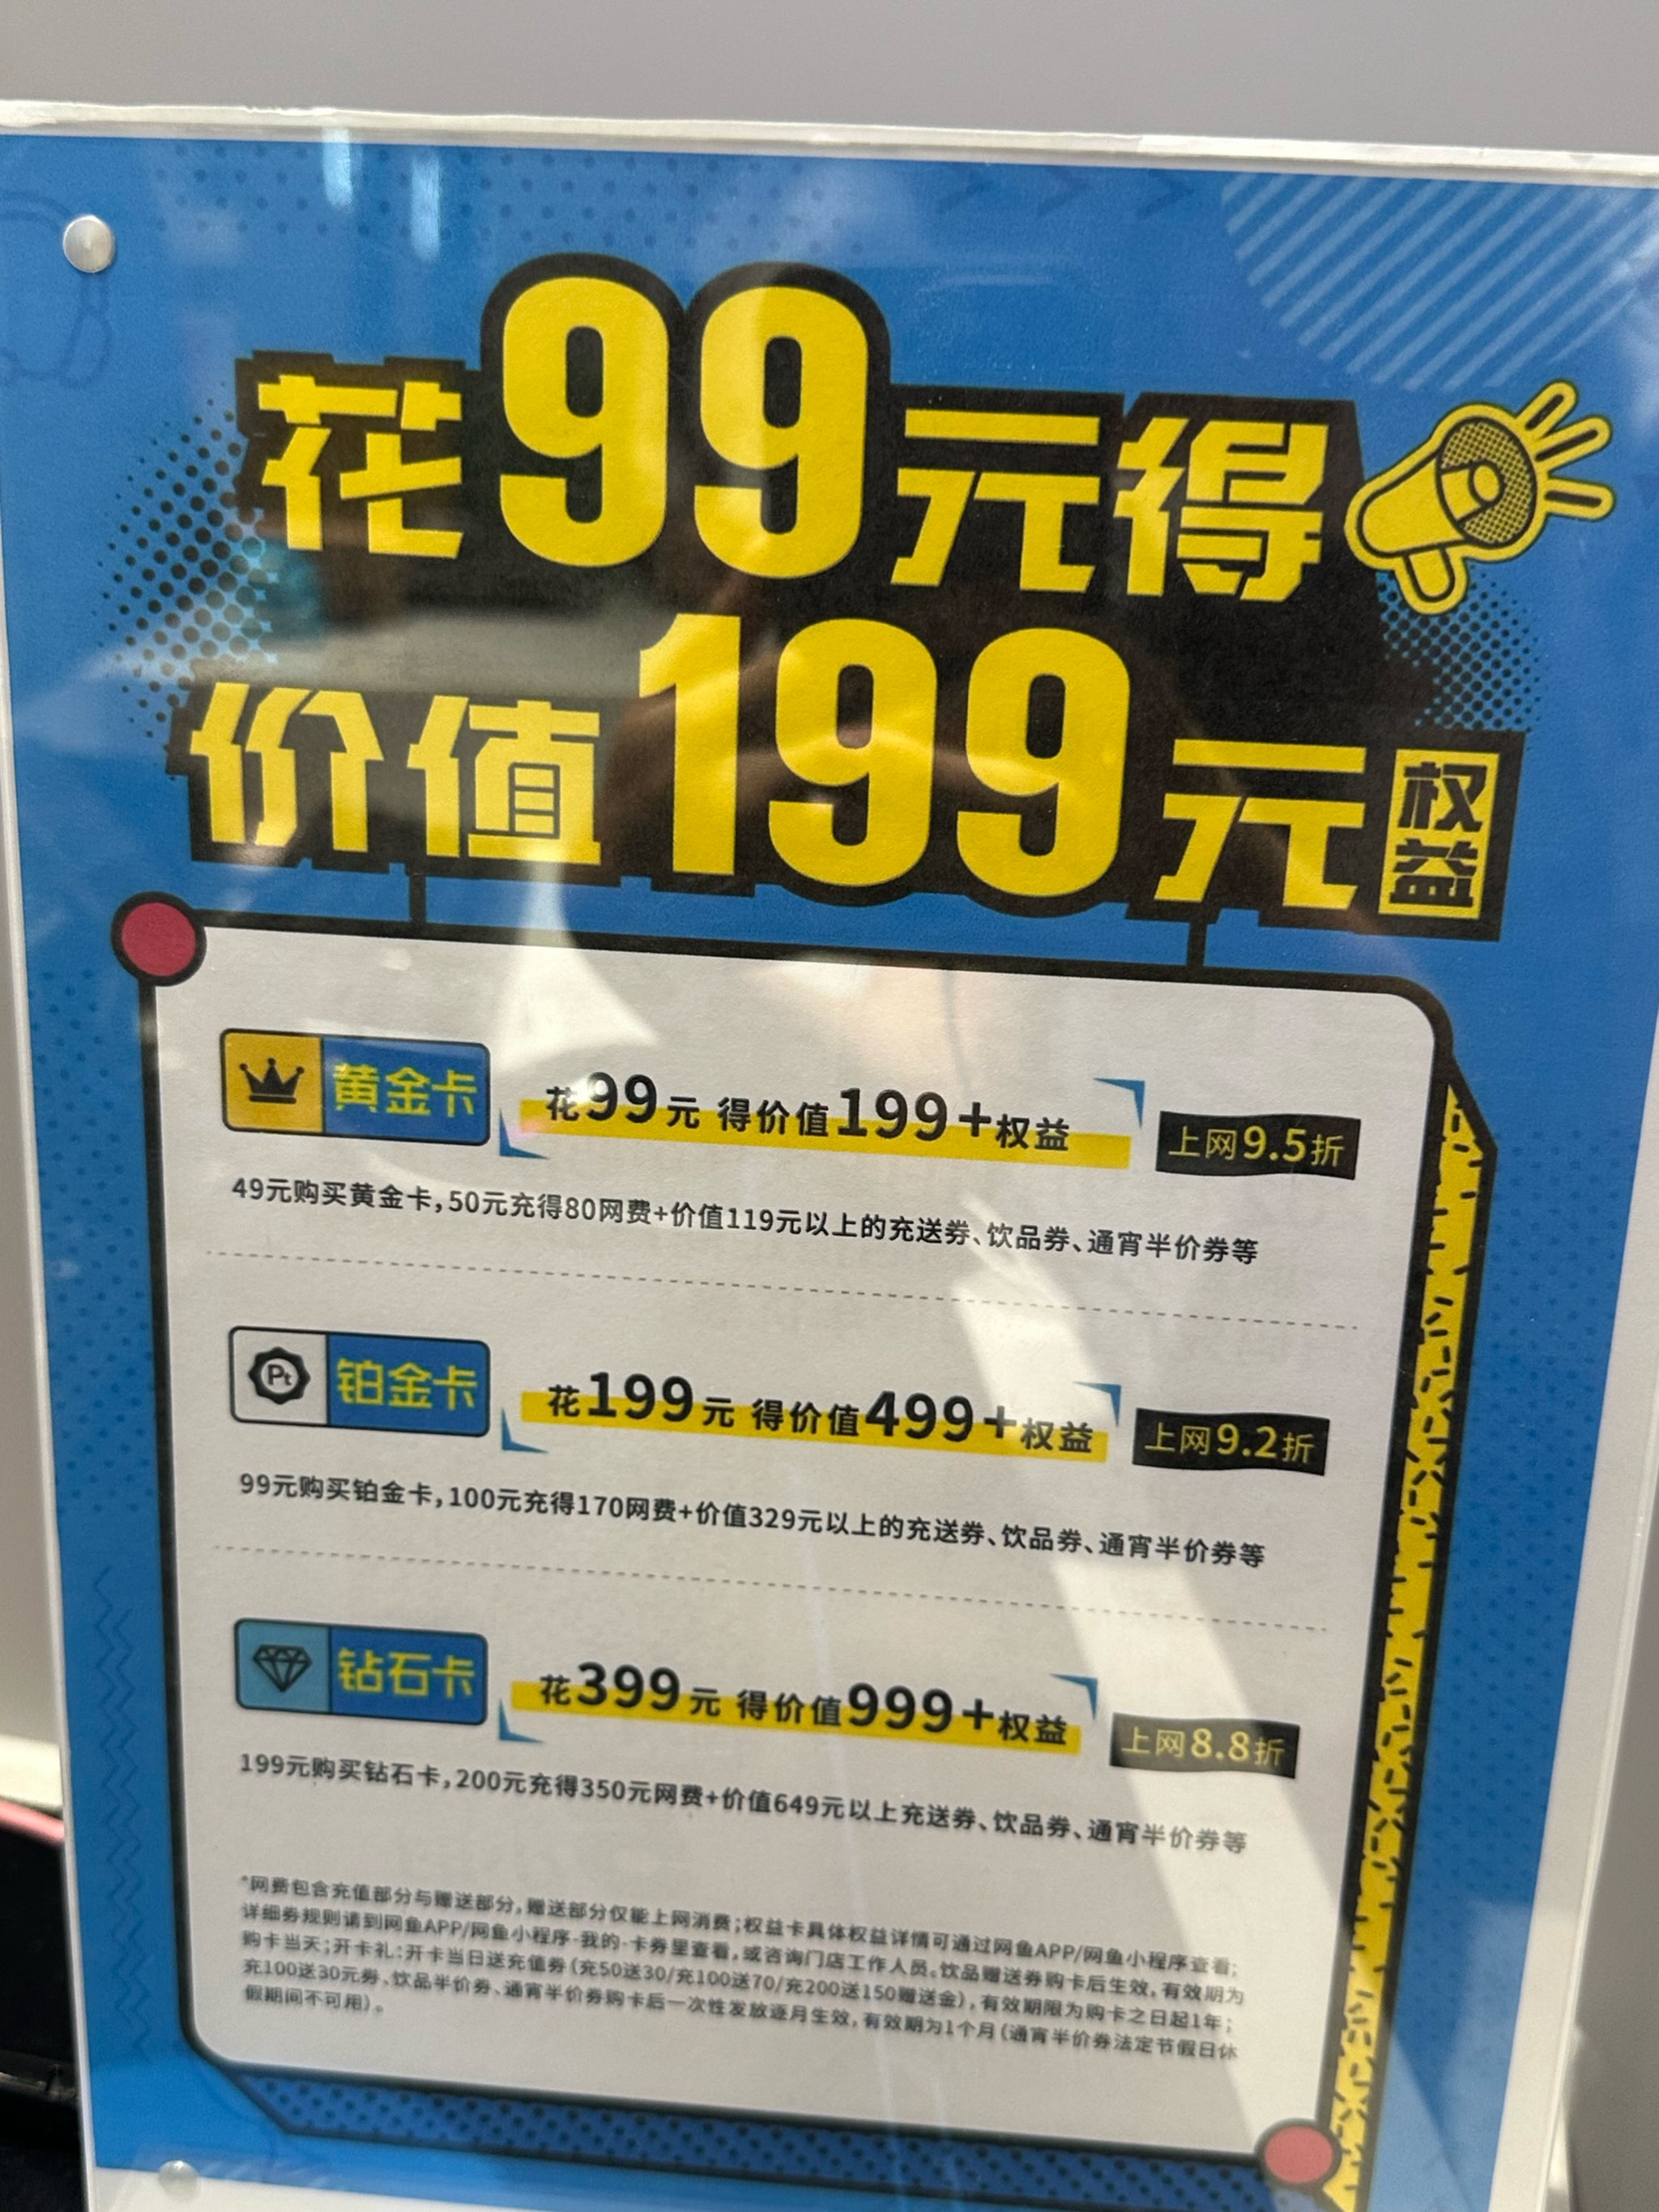 花99元得
价值199元权益
黄金卡 花99元 得价值199+权益 上网9.5折
49元购买黄金卡,50元充得80网费+价值119元以上的充送券、饮品券、通宵半价券等
Pt 铂金卡 花199元 得价值499+权益 上网9.2折
99元购买铂金卡,100元充得170网费+价值329元以上的充送券、饮品券、通宵半价券等
钻石卡 花399元 得价值999+权益 上网8.8折
199元购买钻石卡,200元充得350元网费+价值649元以上充送券、饮品券、通宵半价券等
*网费包含充值部分与赠送部分,赠送部分仅能上网消费;权益卡具体权益详情可通过网鱼APP/网鱼小程序查看;
详细券规则请到网鱼APP/网鱼小程序-我的-卡券里查看,或咨询门店工作人员。饮品赠送券购卡后生效,有效期为
购卡当天;开卡礼:开卡当日送充值券(充50送30/充100送70/充200送150赠送金),有效期限为购卡之日起1年;
充100送30元券、饮品半价券、通宵半价券购卡后一次性发放逐月生效,有效期为1个月(通宵半价券法定节假日休
假期间不可用)。